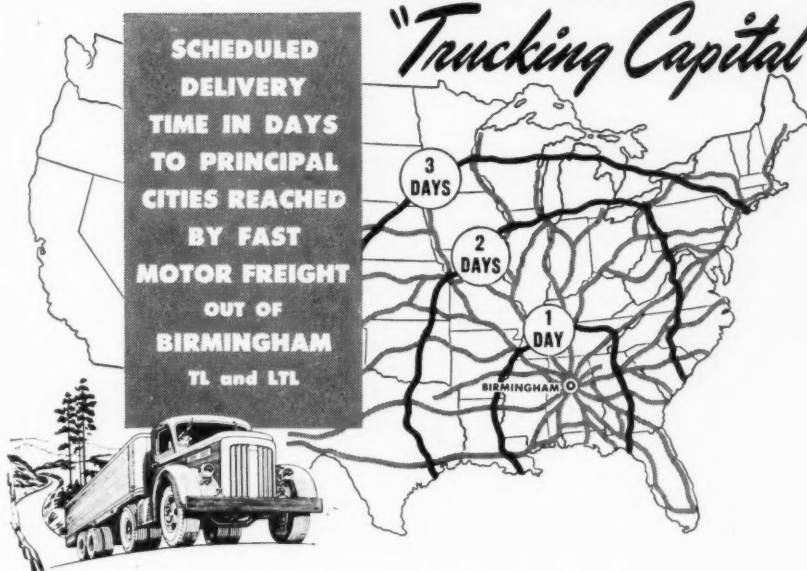 "Trucking Capital
SCHEDULED
DELIVERY
TIME IN DAYS
TO PRINCIPAL
CITIES REACHED
BY FAST
MOTOR FREIGHT
OUT OF
BIRMINGHAM
TL and LTL
3
DAYS
2
DAYS
1
DAY
BIRMINGHAM